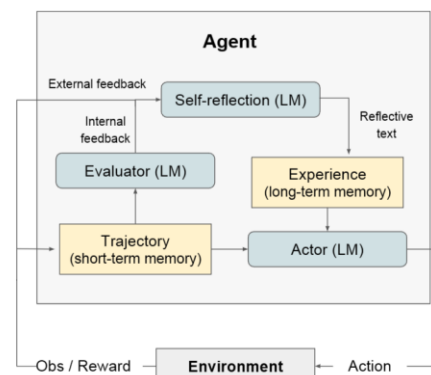 Agent
External feedback
Self-reflection (LM)
Internal
feedback
Reflective
text
Evaluator (LM)
Experience
(long-term memory)
Trajectory
(short-term memory)
Actor (LM)
Obs / Reward
Environment
Action